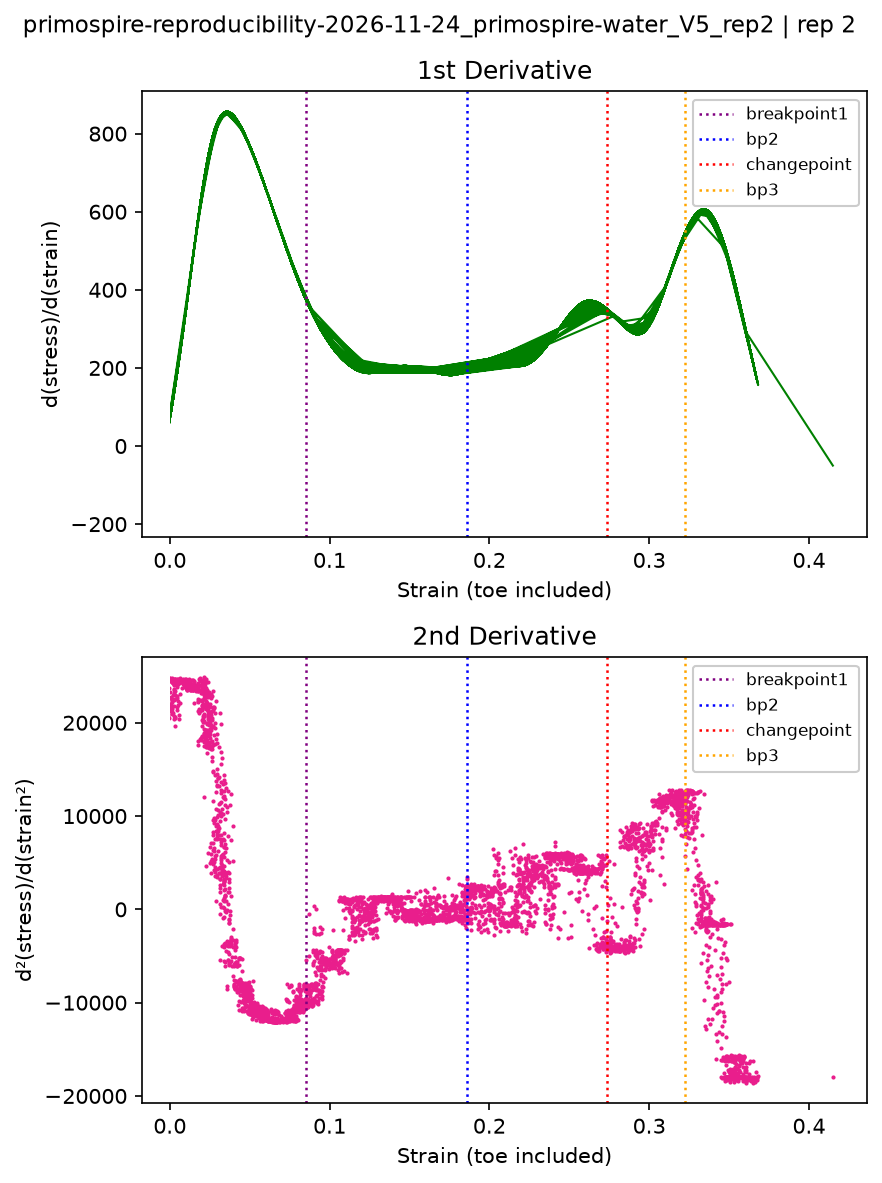 primospire-reproducibility-2026-11-24_primospire-water_V5_rep2 | rep 2
1st Derivative
breakpoint1
bp2
changepoint
bp3
800
600
400
200
0
−200
d(stress)/d(strain)
0.0 0.1 0.2 0.3 0.4
Strain (toe included)
2nd Derivative
breakpoint1
bp2
changepoint
bp3
20000
10000
0
−10000
−20000
d²(stress)/d(strain²)
0.0 0.1 0.2 0.3 0.4
Strain (toe included)